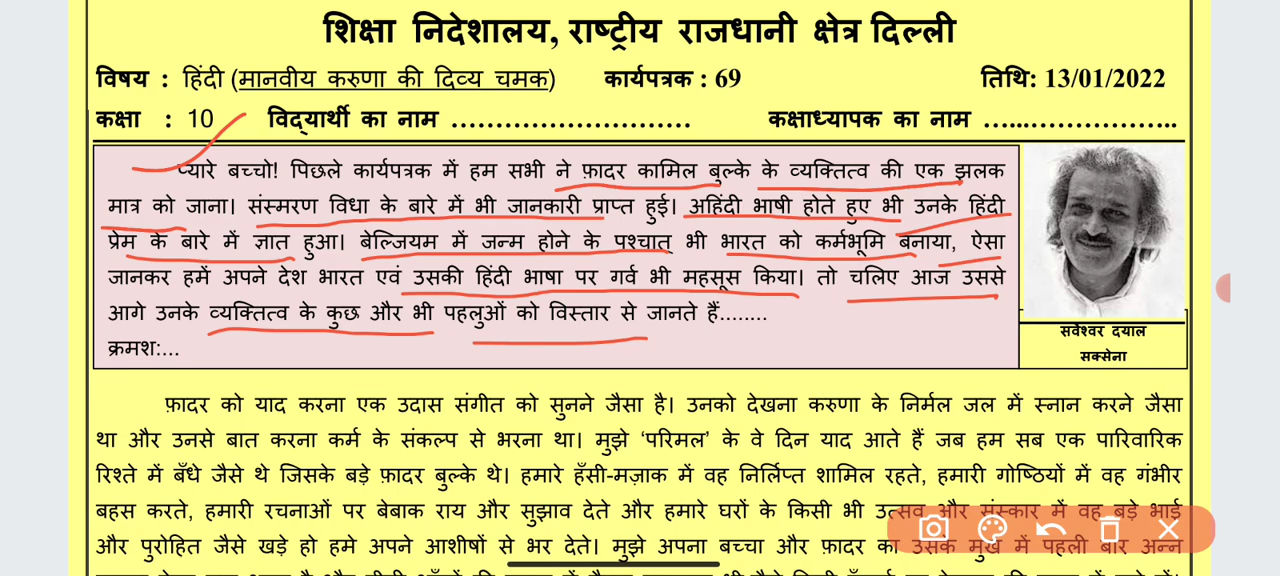 शिक्षा निदेशालय, राष्ट्रीय राजधानी क्षेत्र दिल्ली
विषय : हिंदी (मानवीय करुणा की दिव्य चमक) कार्यपत्रक : 69 तिथि: 13/01/2022
कक्षा : 10 विद्यार्थी का नाम ........................... कक्षाध्यापक का नाम ......................
प्यारे बच्चो! पिछले कार्यपत्रक में हम सभी ने फ़ादर कामिल बुल्के के व्यक्तित्व की एक झलक
मात्र को जाना। संस्मरण विधा के बारे में भी जानकारी प्राप्त हुई। अहिंदी भाषी होते हुए भी उनके हिंदी
प्रेम के बारे में ज्ञात हुआ। बेल्जियम में जन्म होने के पश्चात् भी भारत को कर्मभूमि बनाया, ऐसा
जानकर हमें अपने देश भारत एवं उसकी हिंदी भाषा पर गर्व भी महसूस किया। तो चलिए आज उससे
आगे उनके व्यक्तित्व के कुछ और भी पहलुओं को विस्तार से जानते हैं........
क्रमश:...
सर्वेश्वर दयाल
सक्सेना
फ़ादर को याद करना एक उदास संगीत को सुनने जैसा है। उनको देखना करुणा के निर्मल जल में स्नान करने जैसा
था और उनसे बात करना कर्म के संकल्प से भरना था। मुझे ‘परिमल’ के वे दिन याद आते हैं जब हम सब एक पारिवारिक
रिश्ते में बँधे जैसे थे जिसके बड़े फ़ादर बुल्के थे। हमारे हँसी-मज़ाक में वह निर्लिप्त शामिल रहते, हमारी गोष्ठियों में वह गंभीर
बहस करते, हमारी रचनाओं पर बेबाक राय और सुझाव देते और हमारे घरों के किसी भी उत्सव और संस्कार में वह बड़े भाई
और पुरोहित जैसे खड़े हो हमे अपने आशीषों से भर देते। मुझे अपना बच्चा और फ़ादर का उसके मुख में पहली बार अन्न